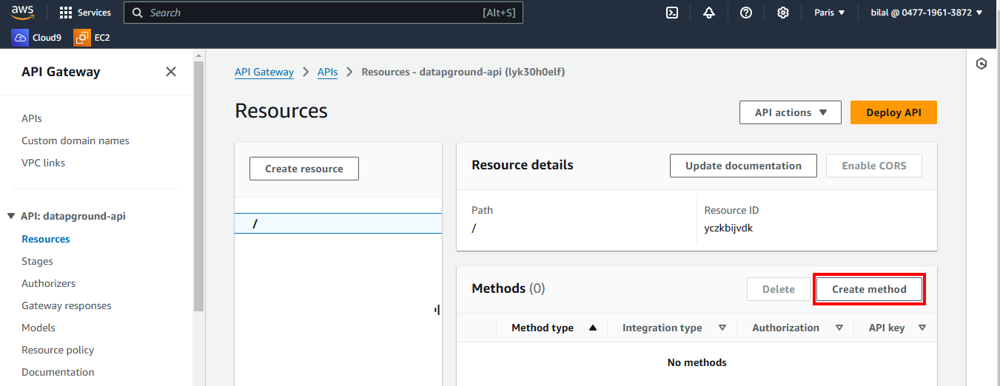 aws Services Search [Alt+S] Paris bilal @ 0477-1961-3872
Cloud9 EC2
API Gateway
APIs
Custom domain names
VPC links
API: datapground-api
Resources
Stages
Authorizers
Gateway responses
Models
Resource policy
Documentation
API Gateway APIs Resources - datapground-api (lyk30h0elf)
Resources
API actions Deploy API
Create resource
/
Resource details Update documentation Enable CORS
Path Resource ID
/ yczkbijvdk
Methods (0) Delete Create method
Method type Integration type Authorization API key
No methods